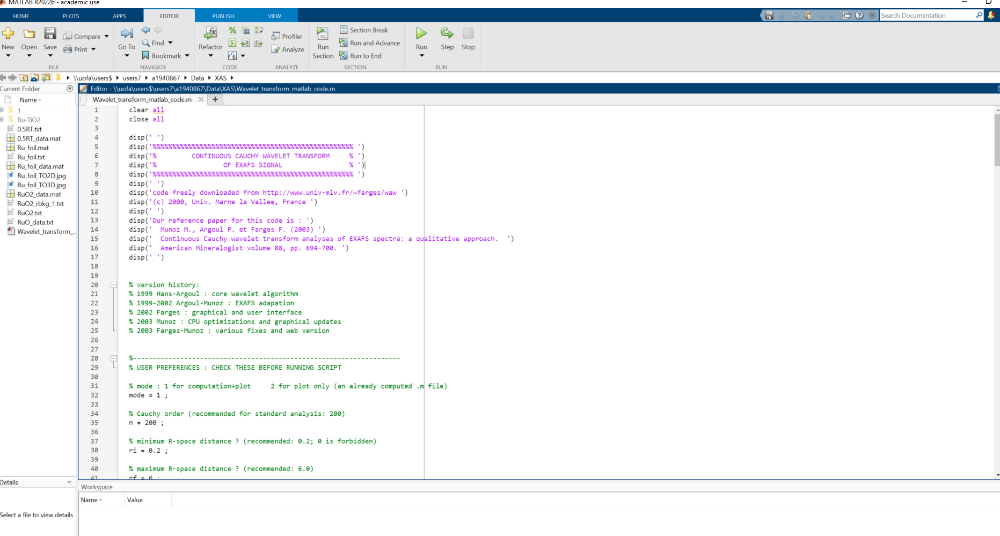 MATLAB R2022b - academic use
HOME PLOTS APPS EDITOR PUBLISH VIEW
Search Documentation
New Open Save Compare Print
FILE
Go To Find Bookmark
NAVIGATE
Refactor
CODE
Profiler Analyze
ANALYZE
Run Section Section Break Run and Advance Run to End
SECTION
Run Step Stop
RUN
\\uofa\users$ users7 a1940867 Data XAS
Current Folder
Name
1
Ru-TiO2
0.5RT.txt
0.5RT_data.mat
Ru_foil.mat
Ru_foil.txt
Ru_foil_data.mat
Ru_foil_TO2D.jpg
Ru_foil_TO3D.jpg
RuO2_data.mat
RuO2_rbkg_1.txt
RuO2.txt
RuO_data.txt
Wavelet_transform_...
Details
Select a file to view details
Editor - \\uofa\users$\users7\a1940867\Data\XAS\Wavelet_transform_matlab_code.m
Wavelet_transform_matlab_code.m
1 clear all
2 close all
3
4 disp(' ')
5 disp('%%%%%%%%%%%%%%%%%%%%%%%%%%%%%%%%%%%%%%%%%%%%%%%%%%% ')
6 disp('% CONTINUOUS CAUCHY WAVELET TRANSFORM % ')
7 disp('% OF EXAFS SIGNAL % ')
8 disp('%%%%%%%%%%%%%%%%%%%%%%%%%%%%%%%%%%%%%%%%%%%%%%%%%%% ')
9 disp(' ')
10 disp('code freely downloaded from http://www.univ-mlv.fr/~farges/waw ')
11 disp('(c) 2000, Univ. Marne la Vallee, France ')
12 disp(' ')
13 disp('Our reference paper for this code is : ')
14 disp('  Munoz M., Argoul P. et Farges F. (2003) ')
15 disp('  Continuous Cauchy wavelet transform analyses of EXAFS spectra: a qualitative approach.  ')
16 disp('  American Mineralogist volume 88, pp. 694-700. ')
17 disp(' ')
18
19
20 % version history:
21 % 1999 Hans-Argoul : core wavelet algorithm
22 % 1999-2002 Argoul-Munoz : EXAFS adapation
23 % 2002 Farges : graphical and user interface
24 % 2003 Munoz : CPU optimizations and graphical updates
25 % 2003 Farges-Munoz : various fixes and web version
26
27
28 %--------------------------------------------------------------------
29 % USER PREFERENCES : CHECK THESE BEFORE RUNNING SCRIPT
30
31 % mode : 1 for computation+plot     2 for plot only (an already computed .m file)
32 mode = 1 ;
33
34 % Cauchy order (recommended for standard analysis: 200)
35 n = 200 ;
36
37 % minimum R-space distance ? (recommended: 0.2; 0 is forbidden)
38 ri = 0.2 ;
39
40 % maximum R-space distance ? (recommended: 6.0)
41 rf = 6 ;
Workspace
Name Value